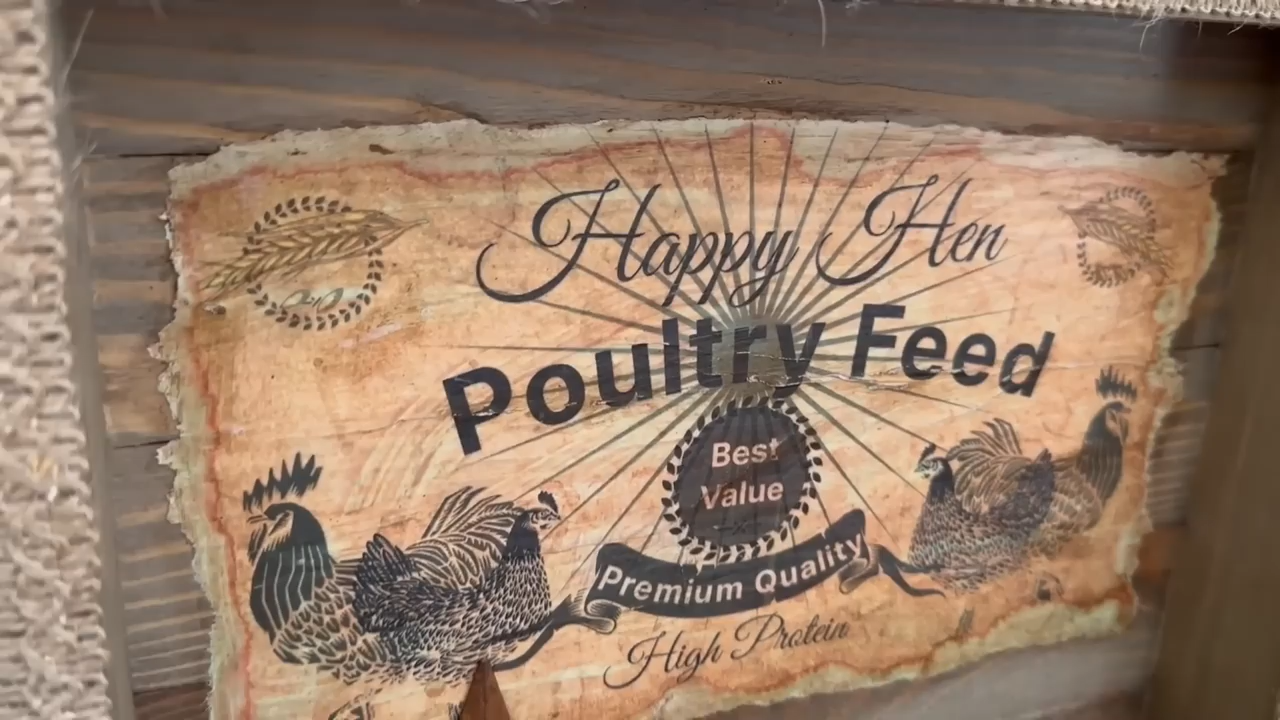 Happy Hen
Poultry Feed
Best
Value
Premium Quality
High Protein